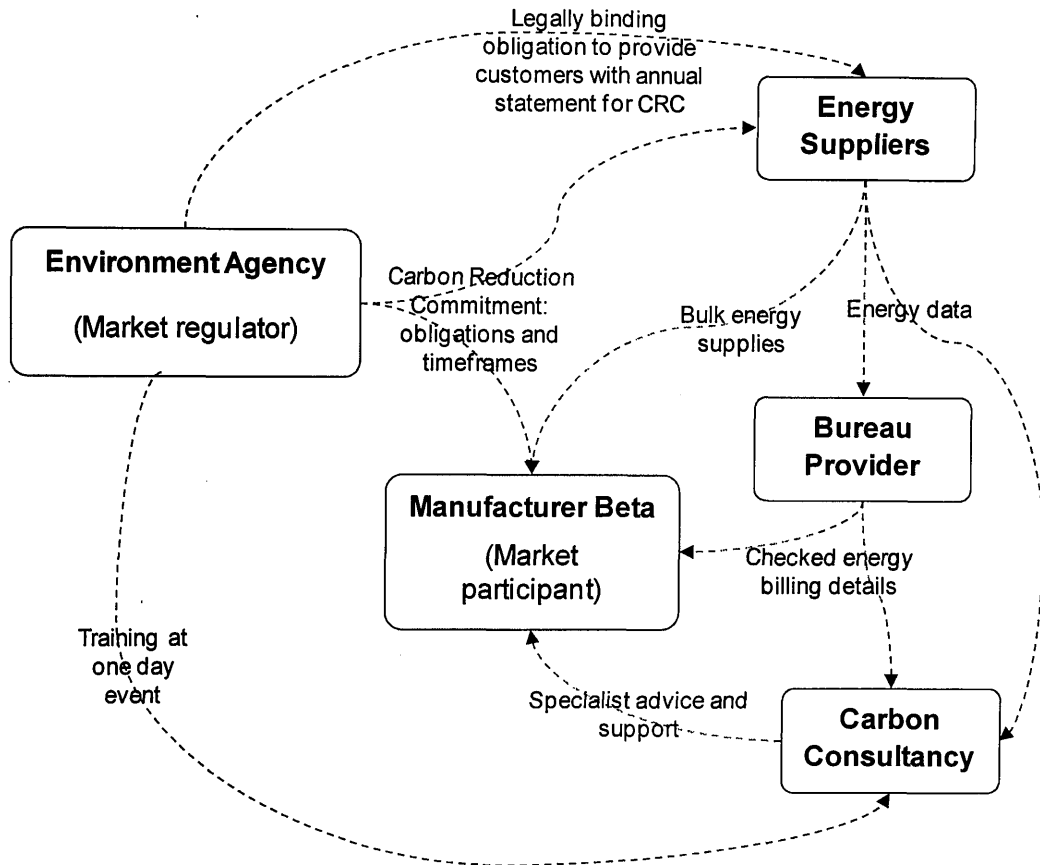 Legally binding
obligation to provide
customers with annual
statement for CRC
Energy
Suppliers
Environment Agency
(Market regulator)
Carbon Reduction
Commitment:
obligations and
timeframes
Bulk energy
supplies
Energy data
Bureau
Provider
Manufacturer Beta
(Market
participant)
Checked energy
billing details
Training at
one day
event
Specialist advice and
support
Carbon
Consultancy